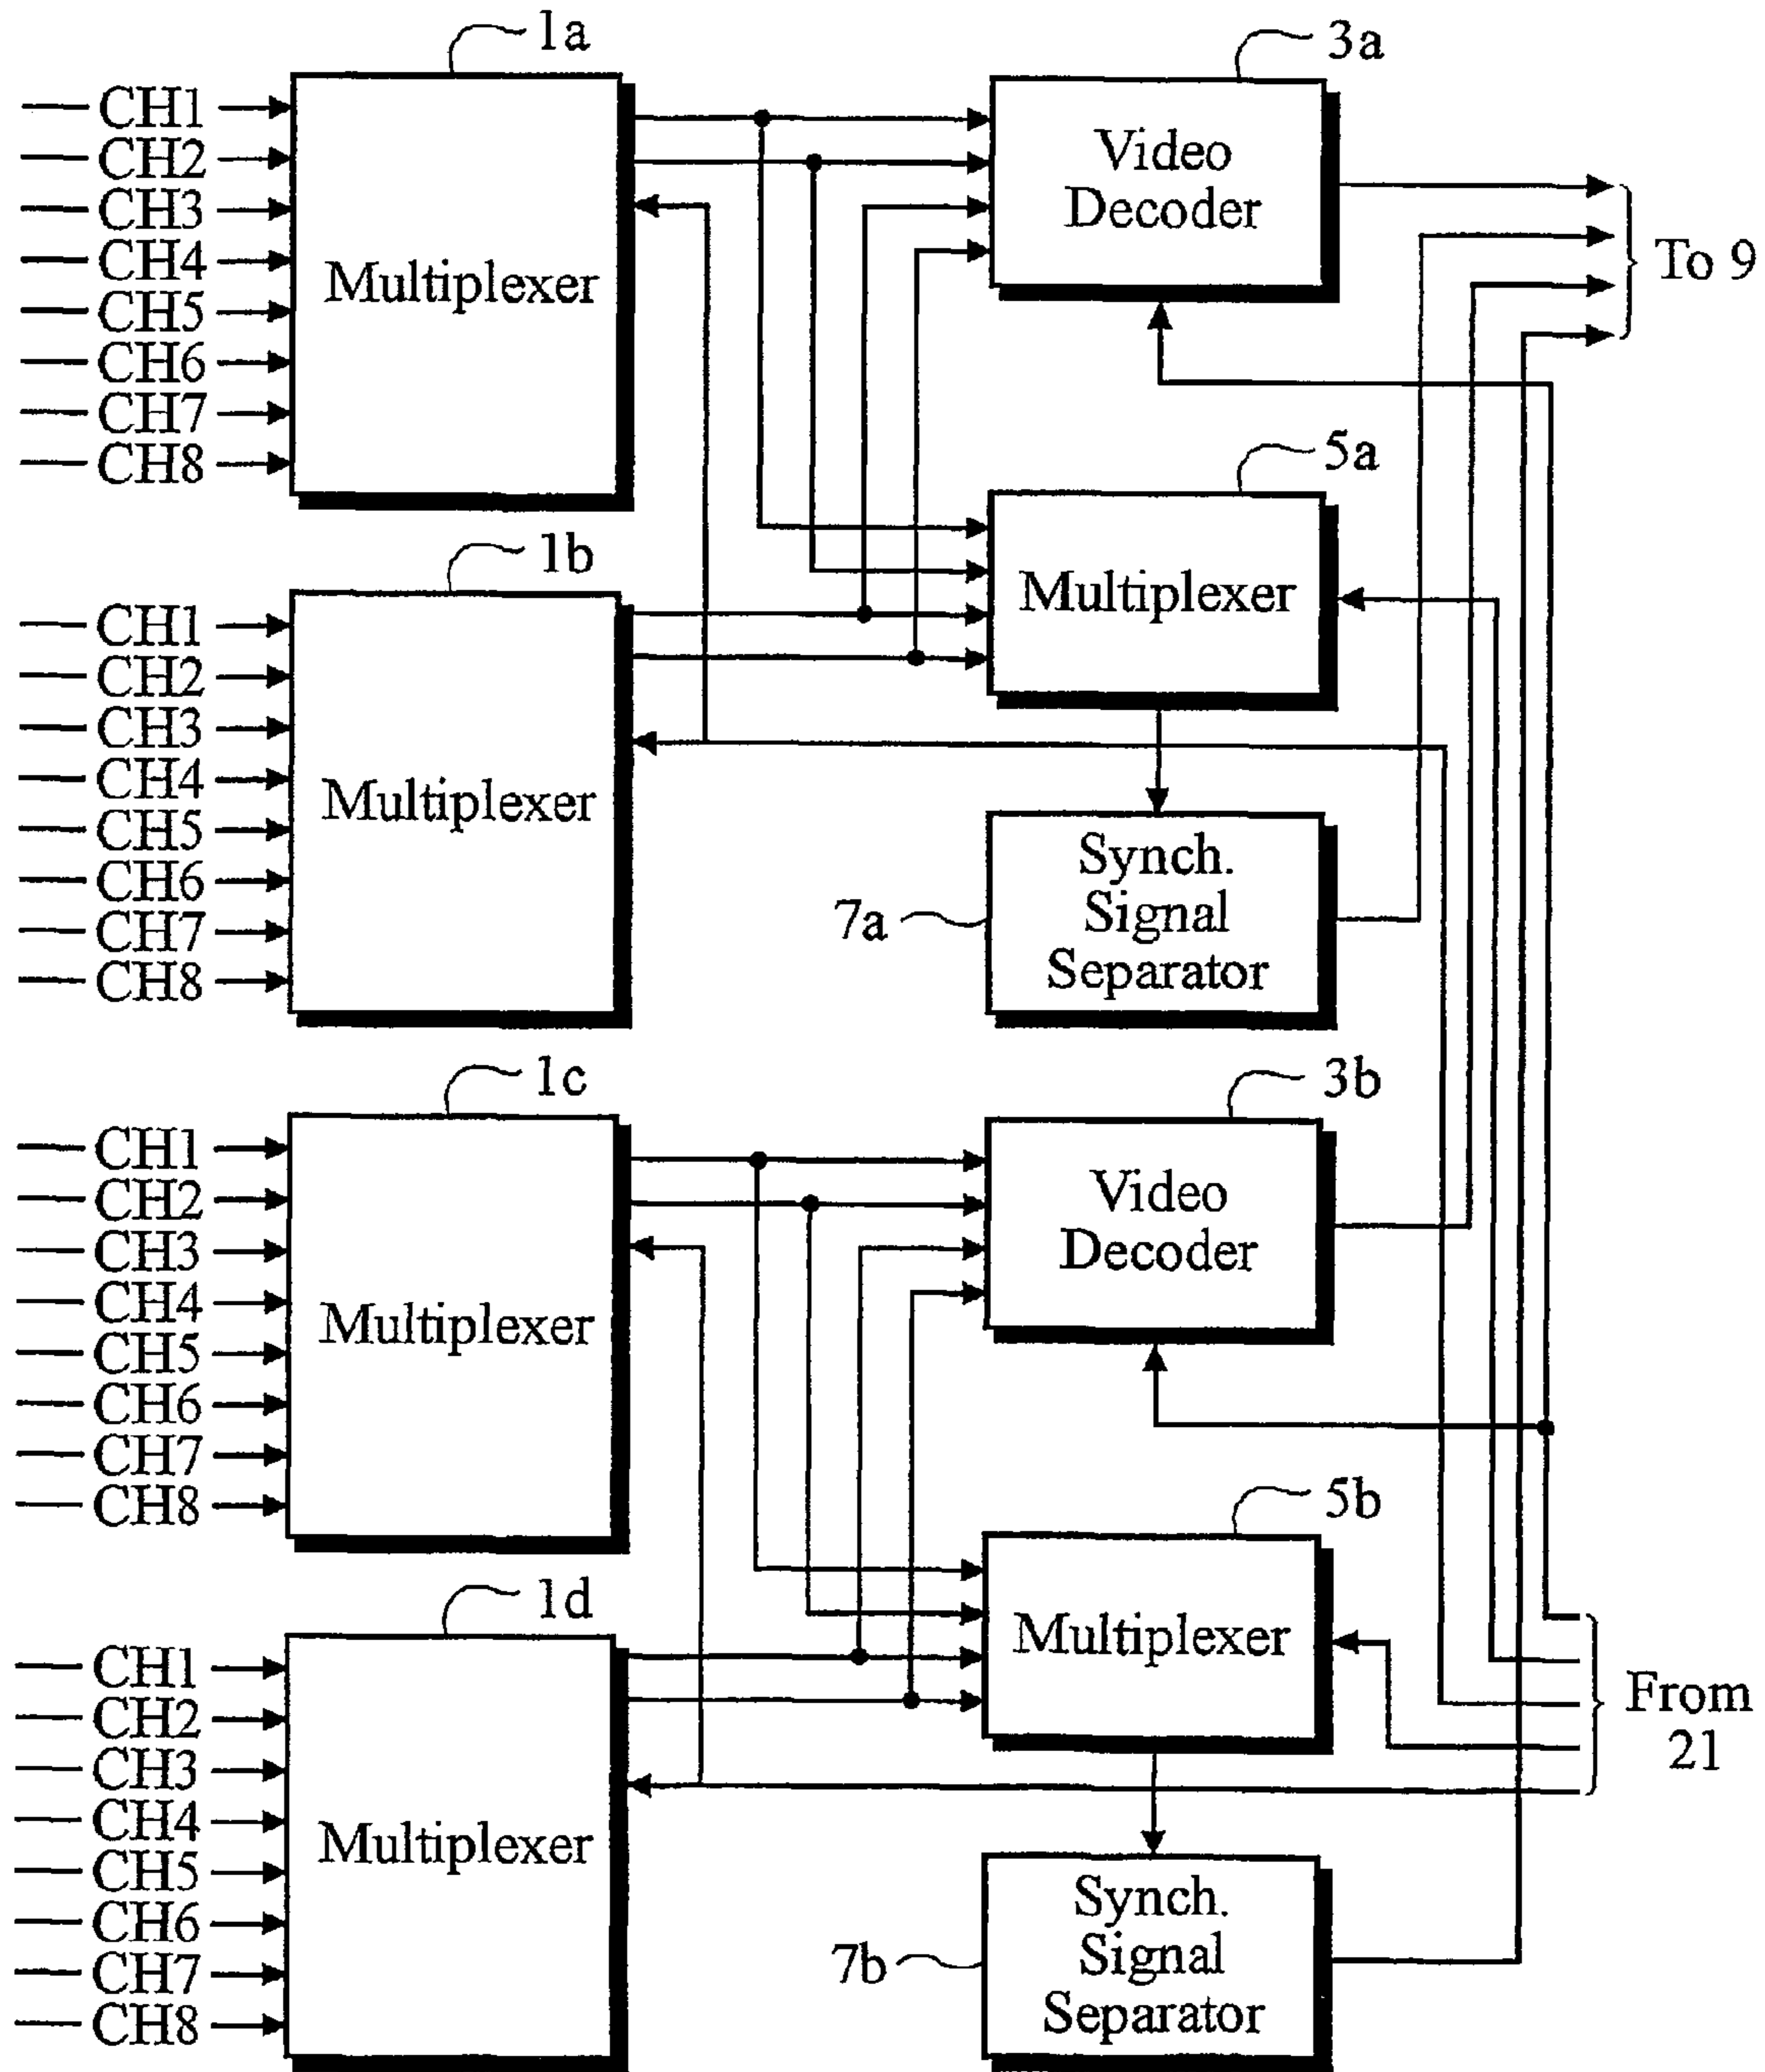 1a
3a
CH1
CH2
CH3
CH4
CH5
CH6
CH7
CH8
Multiplexer
Video
Decoder
To 9
5a
Multiplexer
1b
CH1
CH2
CH3
CH4
CH5
CH6
CH7
CH8
Multiplexer
7a
Synch.
Signal
Separator
1c
3b
CH1
CH2
CH3
CH4
CH5
CH6
CH7
CH8
Multiplexer
Video
Decoder
5b
Multiplexer
From
21
1d
CH1
CH2
CH3
CH4
CH5
CH6
CH7
CH8
Multiplexer
7b
Synch.
Signal
Separator